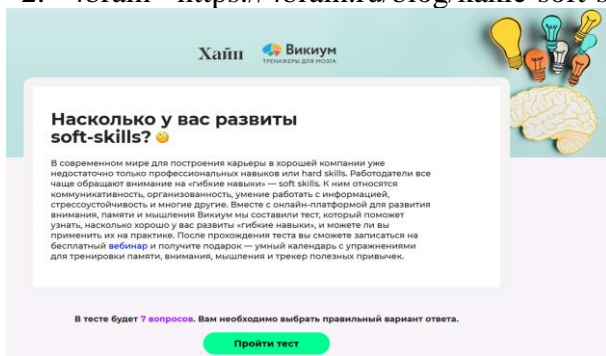 Хайп Викиум
ТРЕНАЖЕРЫ ДЛЯ МОЗГА
Насколько у вас развиты
soft-skills?
В современном мире для построения карьеры в хорошей компании уже
недостаточно только профессиональных навыков или hard skills. Работодатели все
чаще обращают внимание на «гибкие навыки» — soft skills. К ним относятся
коммуникативность, организованность, умение работать с информацией,
стрессоустойчивость и многие другие. Вместе с онлайн-платформой для развития
внимания, памяти и мышления Викиум мы составили тест, который поможет
узнать, насколько хорошо у вас развиты «гибкие навыки», и можете ли вы
применить их на практике. После прохождения теста вы сможете записаться на
бесплатный вебинар и получите подарок — умный календарь с упражнениями
для тренировки памяти, внимания, мышления и трекер полезных привычек.
В тесте будет 7 вопросов. Вам необходимо выбрать правильный вариант ответа.
Пройти тест